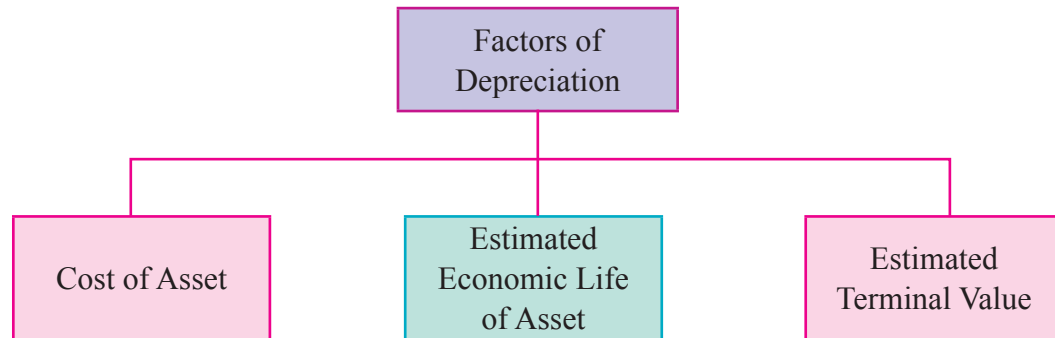 Factors of
Depreciation
Cost of Asset
Estimated
Economic Life
of Asset
Estimated
Terminal Value